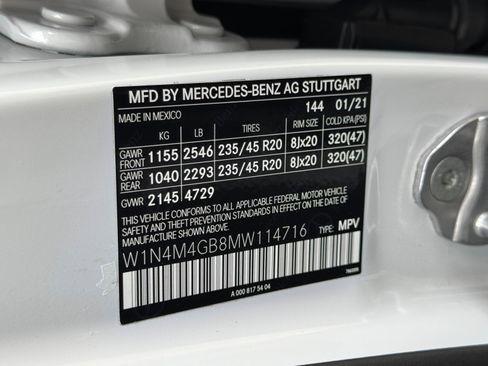 MFD BY MERCEDES-BENZ AG STUTTGART
MADE IN MEXICO 144 01/21
KG LB TIRES RIM SIZE COLD KPA(PSI)
GAWR FRONT 1155 2546 235/45 R20 8Jx20 320(47)
GAWR REAR 1040 2293 235/45 R20 8Jx20 320(47)
GVWR 2145 4729
THIS VEHICLE CONFORMS TO ALL APPLICABLE FEDERAL MOTOR VEHICLE
SAFETY AND THEFT PREVENTION STANDARDS IN EFFECT ON THE DATE OF
MANUFACTURE SHOWN ABOVE.
W1N4M4GB8MW114716 TYPE: MPV
A 000 817 54 04